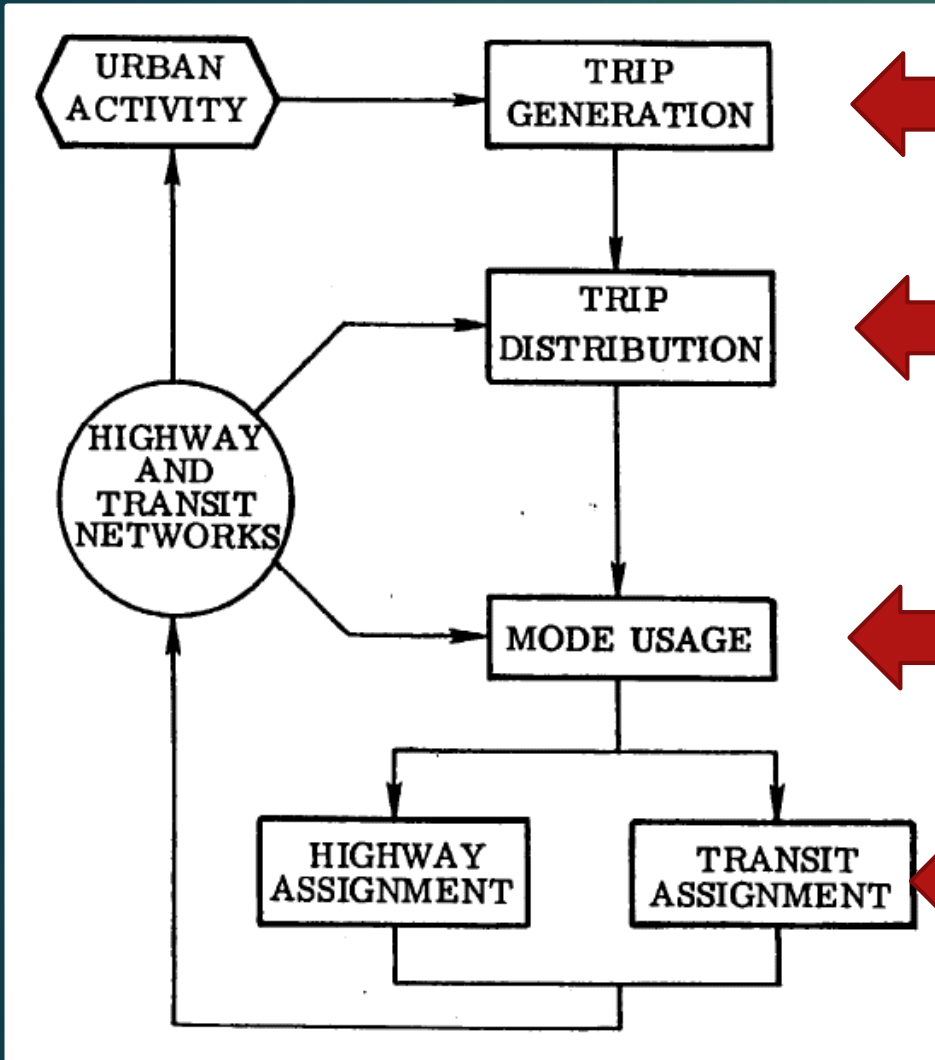 URBAN
ACTIVITY
TRIP
GENERATION
TRIP
DISTRIBUTION
HIGHWAY
AND
TRANSIT
NETWORKS
MODE USAGE
HIGHWAY
ASSIGNMENT
TRANSIT
ASSIGNMENT